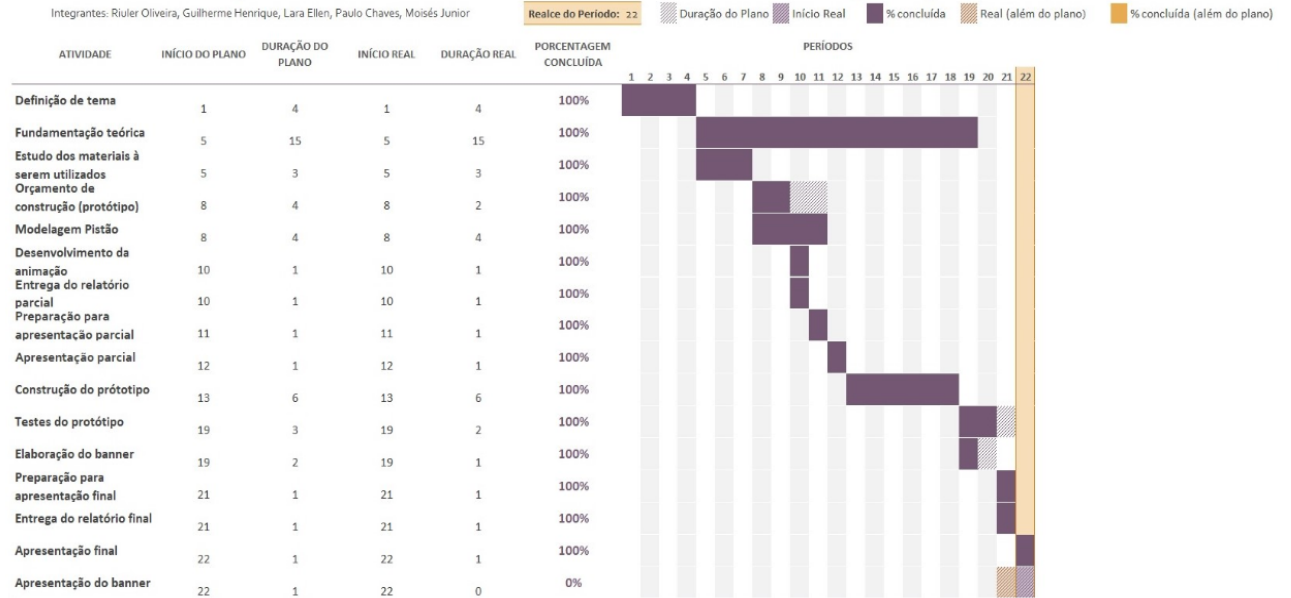 Integrantes: Riuler Oliveira, Guilherme Henrique, Lara Ellen, Paulo Chaves, Moisés Junior
Realce do Período: 22
Duração do Plano
Início Real
% concluída
Real (além do plano)
% concluída (além do plano)
ATIVIDADE INÍCIO DO PLANO DURAÇÃO DO PLANO INÍCIO REAL DURAÇÃO REAL PORCENTAGEM CONCLUÍDA PERÍODOS
1 2 3 4 5 6 7 8 9 10 11 12 13 14 15 16 17 18 19 20 21 22
Definição de tema 1 4 1 4 100%
Fundamentação teórica 5 15 5 15 100%
Estudo dos materiais à
serem utilizados 5 3 5 3 100%
Orçamento de
construção (protótipo) 8 4 8 2 100%
Modelagem Pistão 8 4 8 4 100%
Desenvolvimento da
animação 10 1 10 1 100%
Entrega do relatório
parcial 10 1 10 1 100%
Preparação para
apresentação parcial 11 1 11 1 100%
Apresentação parcial 12 1 12 1 100%
Construção do prótotipo 13 6 13 6 100%
Testes do protótipo 19 3 19 2 100%
Elaboração do banner 19 2 19 1 100%
Preparação para
apresentação final 21 1 21 1 100%
Entrega do relatório final 21 1 21 1 100%
Apresentação final 22 1 22 1 100%
Apresentação do banner 22 1 22 0 0%